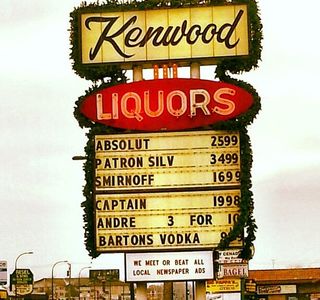 Kenwood
LIQUORS
ABSOLUT 2599
PATRON SILV 3499
SMIRNOFF 1699
CAPTAIN 1998
ANDRE 3 FOR 10
BARTONS VODKA
WE MEET OR BEAT ALL
LOCAL NEWSPAPER ADS
BAGEL